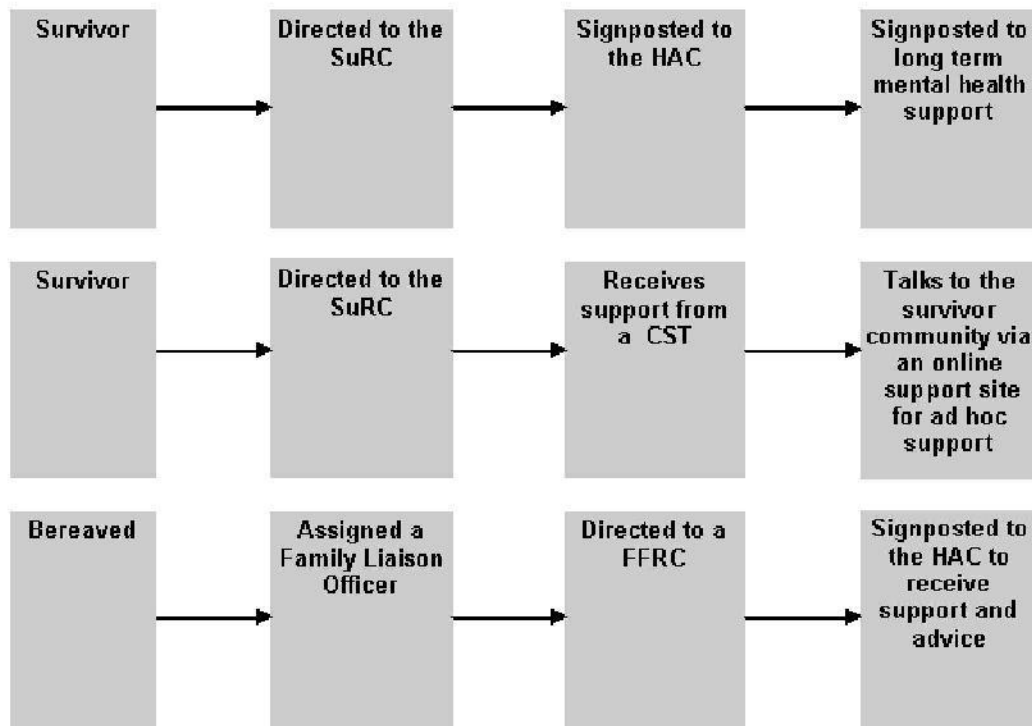 Survivor
Directed to the
SuRC
Signposted to
the HAC
Signposted to
long term
mental health
support
Survivor
Directed to the
SuRC
Receives
support from
a CST
Talks to the
survivor
community via
an online
support site
for ad hoc
support
Bereaved
Assigned a
Family Liaison
Officer
Directed to a
FFRC
Signposted to
the HAC to
receive
support and
advice